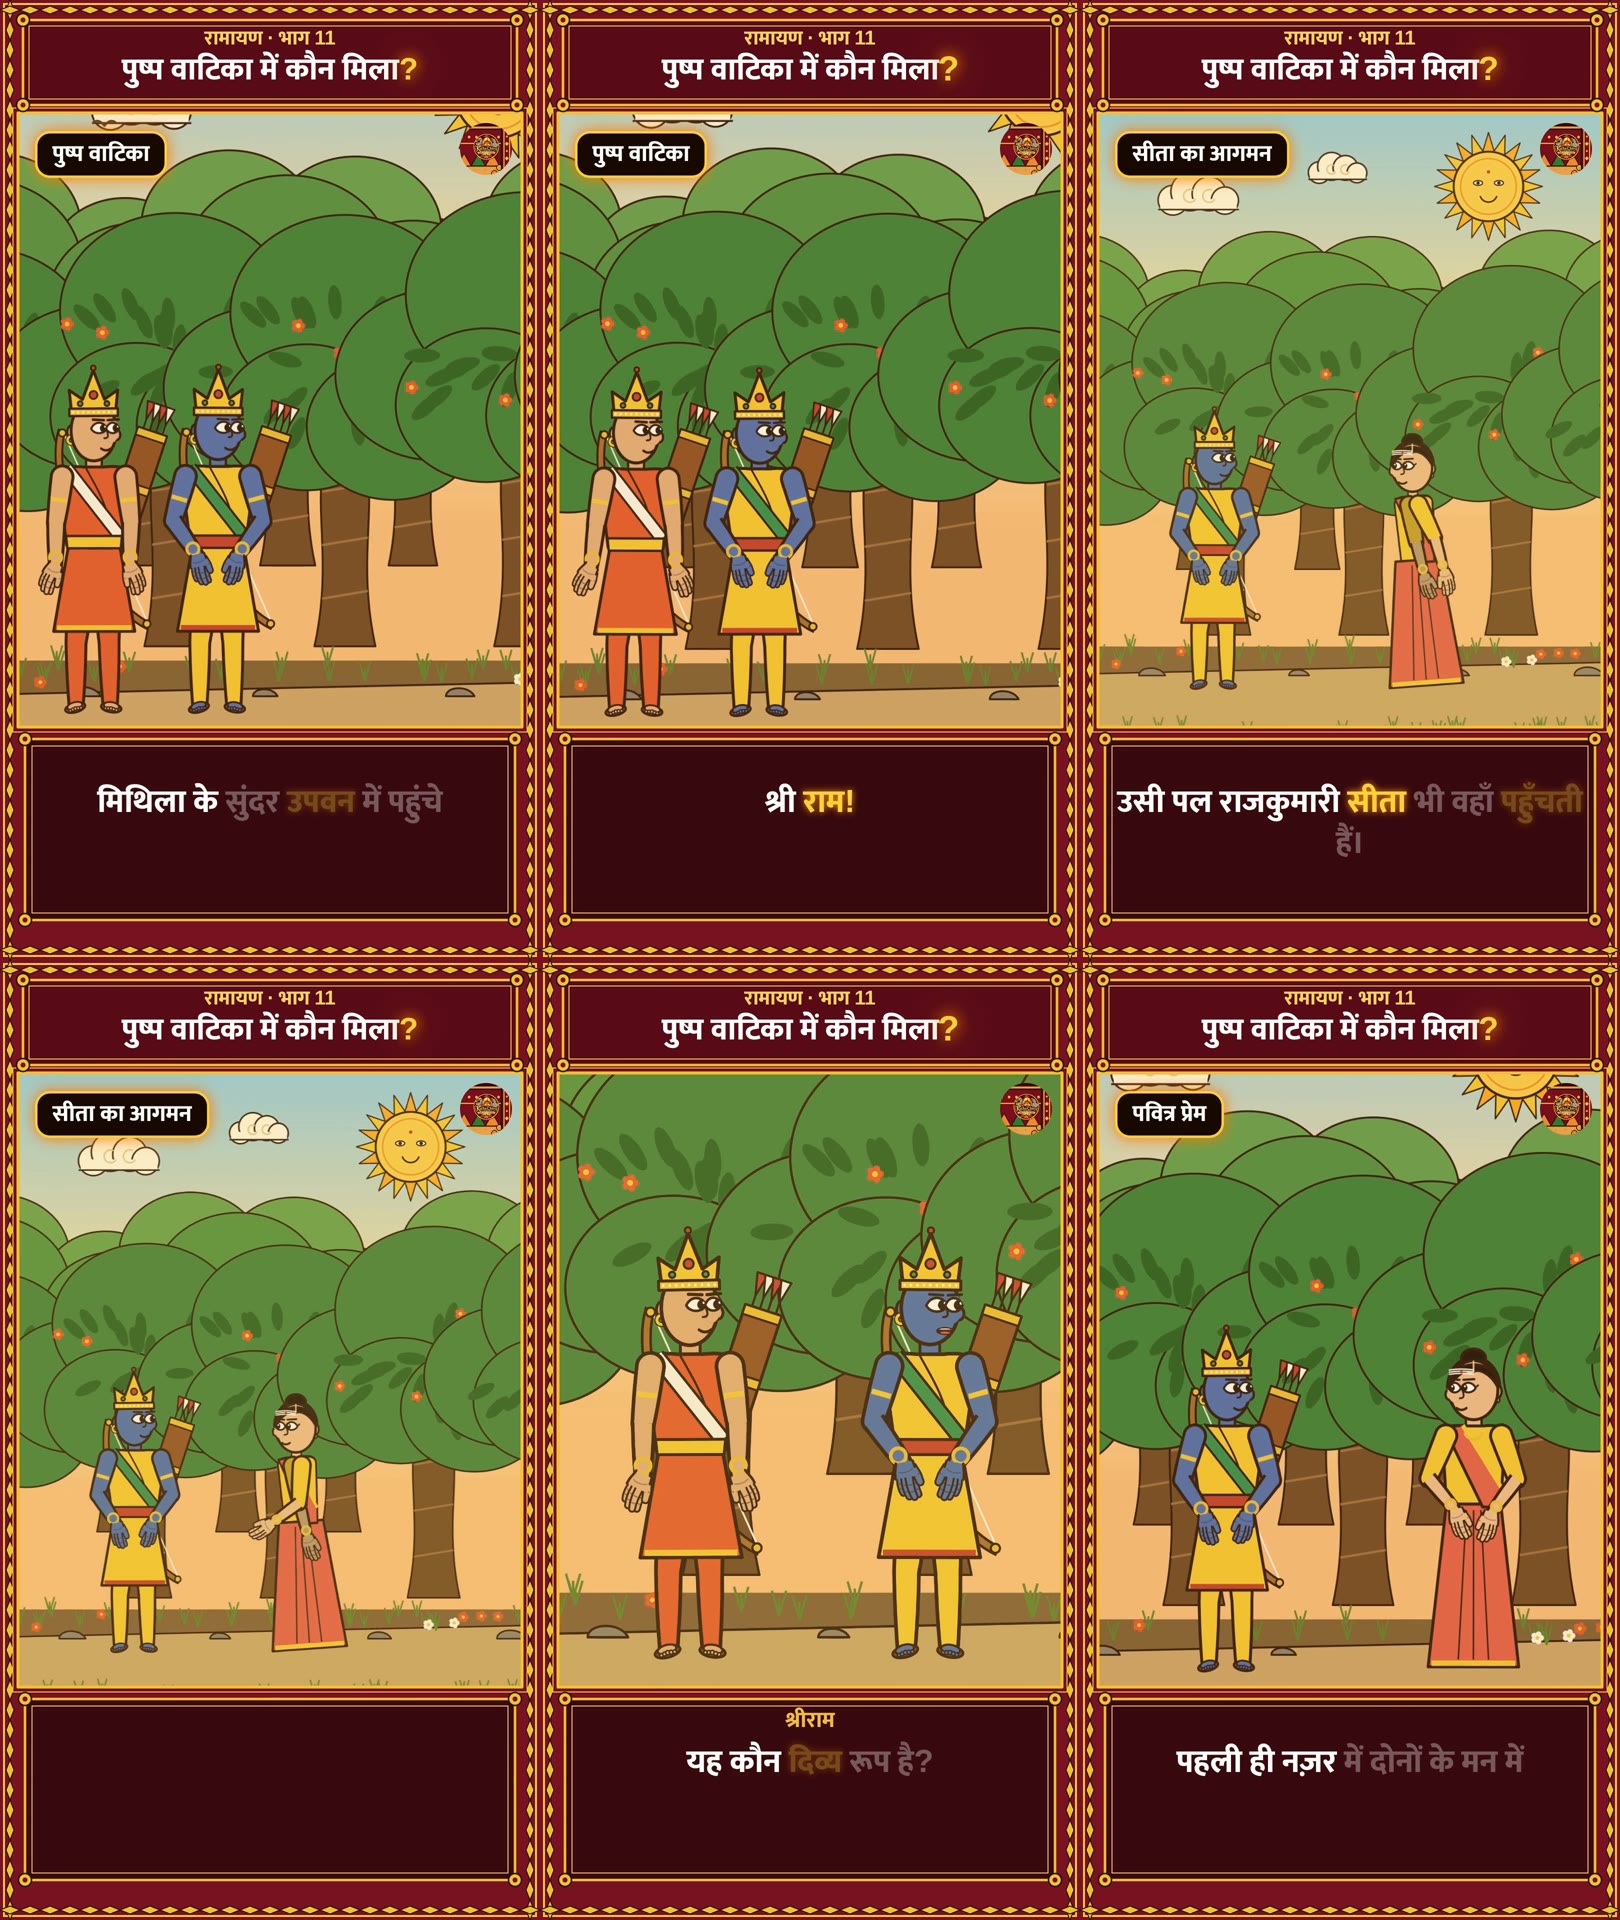 रामायण · भाग 11
पुष्प वाटिका में कौन मिला?
पुष्प वाटिका
मिथिला के सुंदर उपवन में पहुंचे
रामायण · भाग 11
पुष्प वाटिका में कौन मिला?
पुष्प वाटिका
श्री राम!
रामायण · भाग 11
पुष्प वाटिका में कौन मिला?
सीता का आगमन
उसी पल राजकुमारी सीता भी वहाँ पहुँचती
हैं।
रामायण · भाग 11
पुष्प वाटिका में कौन मिला?
सीता का आगमन
रामायण · भाग 11
पुष्प वाटिका में कौन मिला?
श्रीराम
यह कौन दिव्य रूप है?
रामायण · भाग 11
पुष्प वाटिका में कौन मिला?
पवित्र प्रेम
पहली ही नज़र में दोनों के मन में